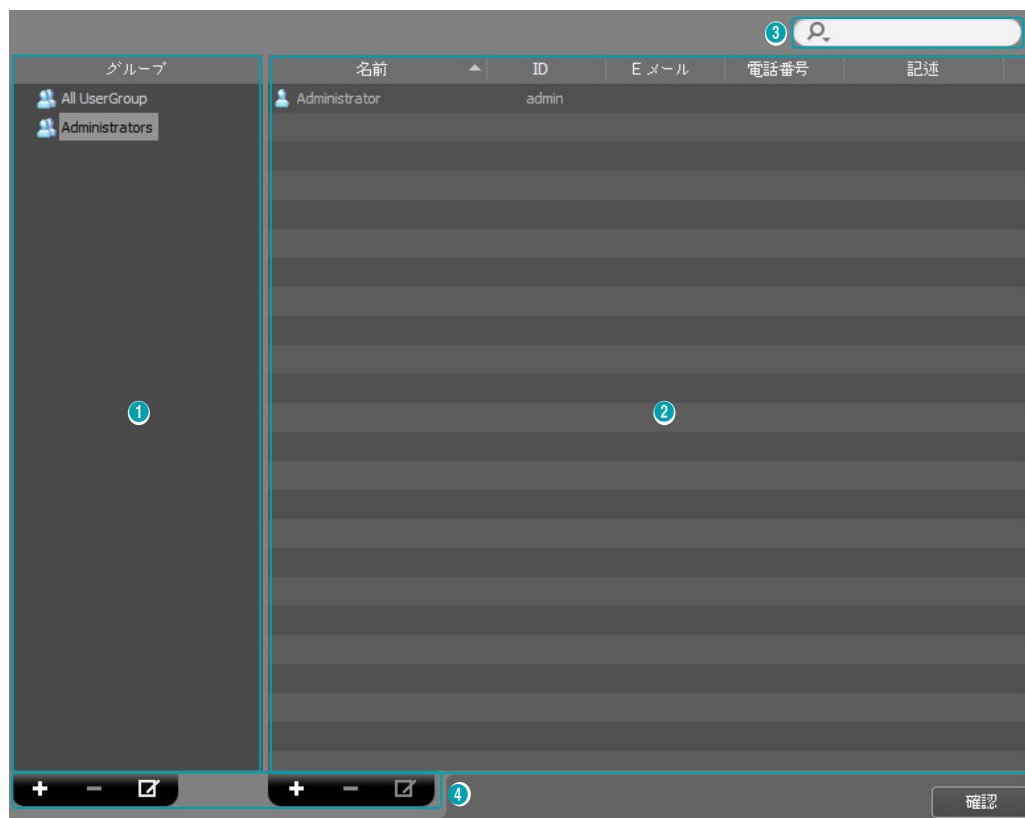 3
グループ
名前 ID Eメール 電話番号 記述
All UserGroup
Administrator admin
Administrators
1
2
4
確認